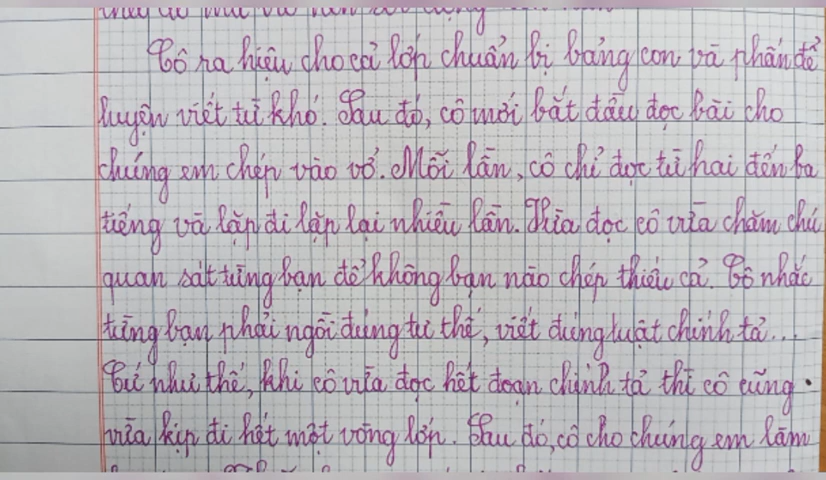 Cô ra hiệu cho cả lớp chuẩn bị bảng con và phấn để
luyện viết từ khó. Sau đó, cô mới bắt đầu đọc bài cho
chúng em chép vào vở. Mỗi lần, cô chỉ đọc từ hai đến ba
tiếng và lặp đi lặp lại nhiều lần. Vừa đọc cô vừa chăm chú
quan sát từng bạn để không bạn nào chép thiếu cả. Cô nhắc
từng bạn phải ngồi đúng tư thế, viết đúng luật chính tả...
Cứ như thế, khi cô vừa đọc hết đoạn chính tả thì cô cũng
vừa kịp đi hết một vòng lớp. Sau đó, cô cho chúng em làm